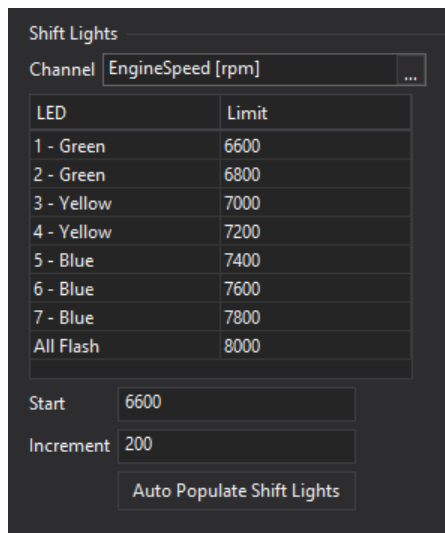 Shift Lights
Channel EngineSpeed [rpm] ...
LED Limit
1 - Green 6600
2 - Green 6800
3 - Yellow 7000
4 - Yellow 7200
5 - Blue 7400
6 - Blue 7600
7 - Blue 7800
All Flash 8000
Start 6600
Increment 200
Auto Populate Shift Lights